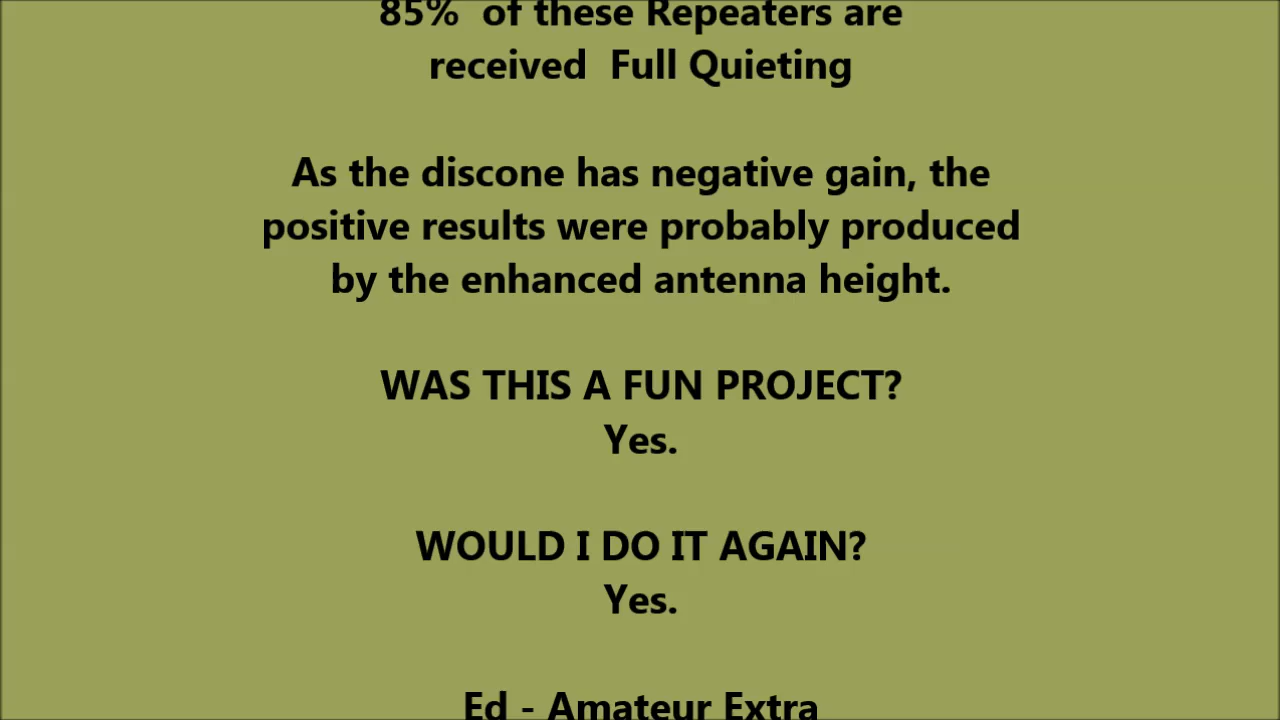 85%  of these Repeaters are
received  Full Quieting
As the discone has negative gain, the
positive results were probably produced
by the enhanced antenna height.
WAS THIS A FUN PROJECT?
Yes.
WOULD I DO IT AGAIN?
Yes.
Ed - Amateur Extra